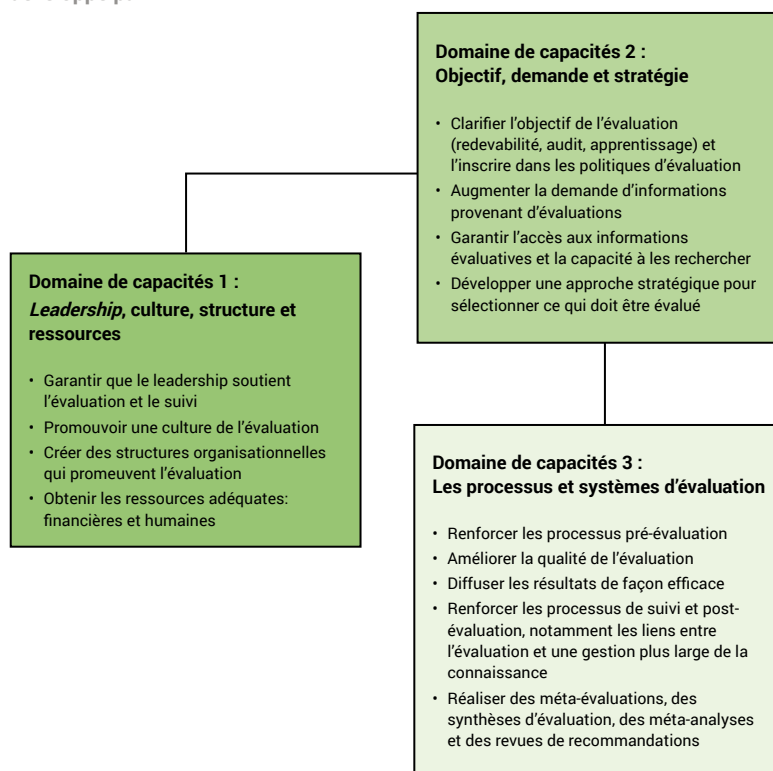 Domaine de capacités 2 :
Objectif, demande et stratégie
• Clarifier l'objectif de l'évaluation
(redevabilité, audit, apprentissage) et
l'inscrire dans les politiques d'évaluation
• Augmenter la demande d'informations
provenant d'évaluations
• Garantir l'accès aux informations
évaluatives et la capacité à les rechercher
• Développer une approche stratégique pour
sélectionner ce qui doit être évalué
Domaine de capacités 1 :
Leadership, culture, structure et
ressources
• Garantir que le leadership soutient
l'évaluation et le suivi
• Promouvoir une culture de l'évaluation
• Créer des structures organisationnelles
qui promeuvent l'évaluation
• Obtenir les ressources adéquates:
financières et humaines
Domaine de capacités 3 :
Les processus et systèmes d'évaluation
• Renforcer les processus pré-évaluation
• Améliorer la qualité de l'évaluation
• Diffuser les résultats de façon efficace
• Renforcer les processus de suivi et post-
évaluation, notamment les liens entre
l'évaluation et une gestion plus large de la
connaissance
• Réaliser des méta-évaluations, des
synthèses d'évaluation, des méta-analyses
et des revues de recommandations